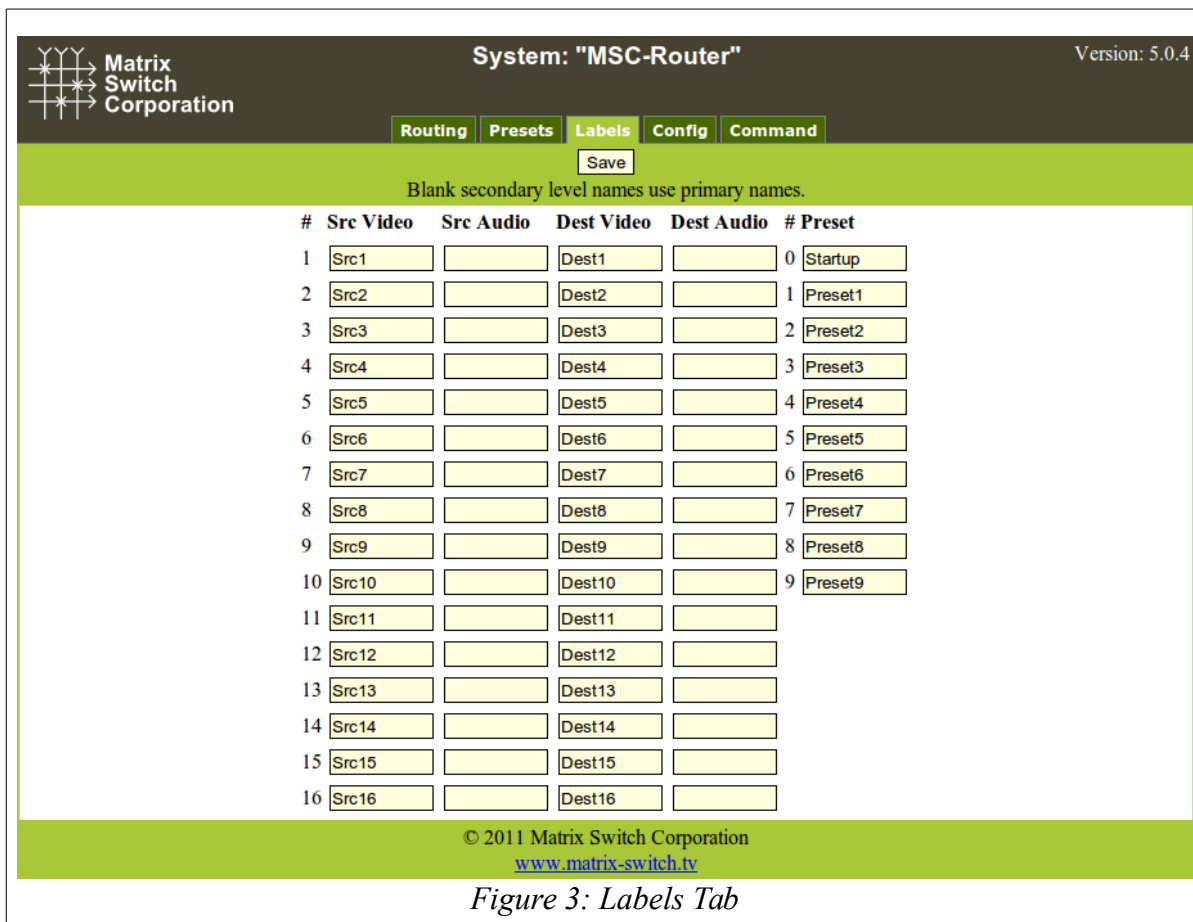 Matrix
Switch
Corporation
System: "MSC-Router"
Version: 5.0.4
Routing Presets Labels Config Command
Save
Blank secondary level names use primary names.
# Src Video Src Audio Dest Video Dest Audio # Preset
1 Src1 Dest1 0 Startup
2 Src2 Dest2 1 Preset1
3 Src3 Dest3 2 Preset2
4 Src4 Dest4 3 Preset3
5 Src5 Dest5 4 Preset4
6 Src6 Dest6 5 Preset5
7 Src7 Dest7 6 Preset6
8 Src8 Dest8 7 Preset7
9 Src9 Dest9 8 Preset8
10 Src10 Dest10 9 Preset9
11 Src11 Dest11
12 Src12 Dest12
13 Src13 Dest13
14 Src14 Dest14
15 Src15 Dest15
16 Src16 Dest16
© 2011 Matrix Switch Corporation
www.matrix-switch.tv
Figure 3: Labels Tab